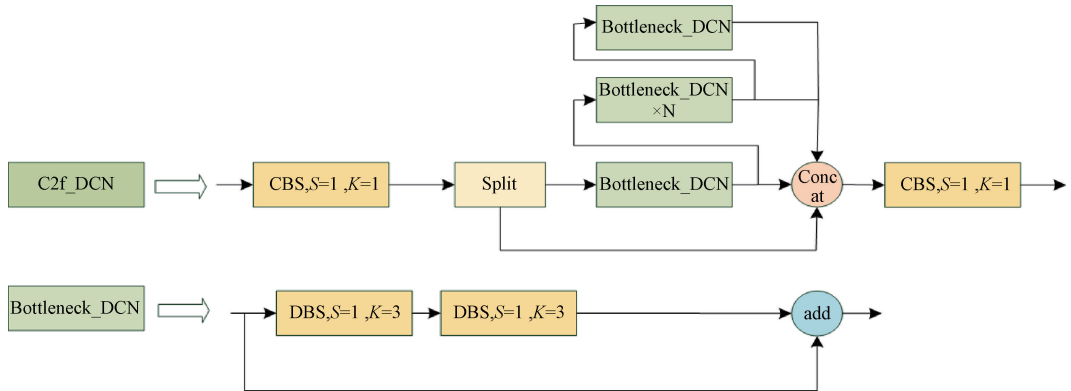 Bottleneck_DCN
Bottleneck_DCN
×N
C2f_DCN
CBS,S=1 ,K=1
Split
Bottleneck_DCN
Conc
at
CBS,S=1 ,K=1
Bottleneck_DCN
DBS,S=1 ,K=3
DBS,S=1 ,K=3
add